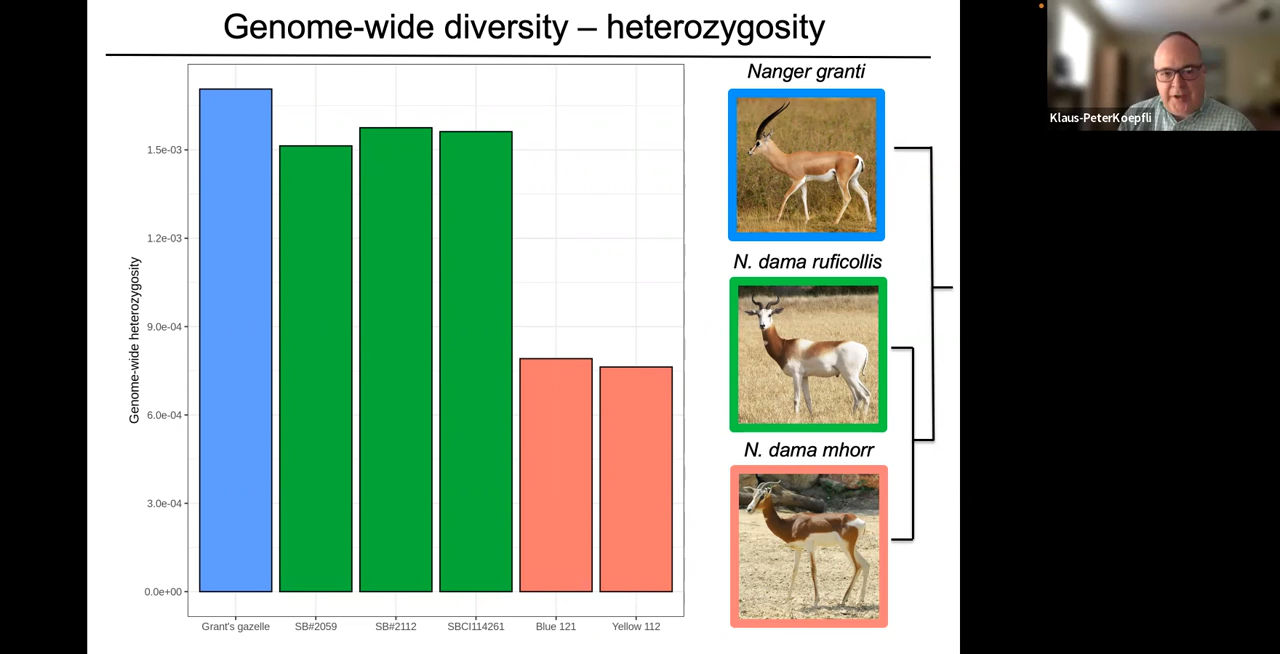 Genome-wide diversity – heterozygosity
Nanger granti
N. dama ruficollis
N. dama mhorr
Genome-wide heterozygosity
1.5e-03
1.2e-03
9.0e-04
6.0e-04
3.0e-04
0.0e+00
Grant's gazelle SB#2059 SB#2112 SBCI114261 Blue 121 Yellow 112
Klaus-PeterKoepfli